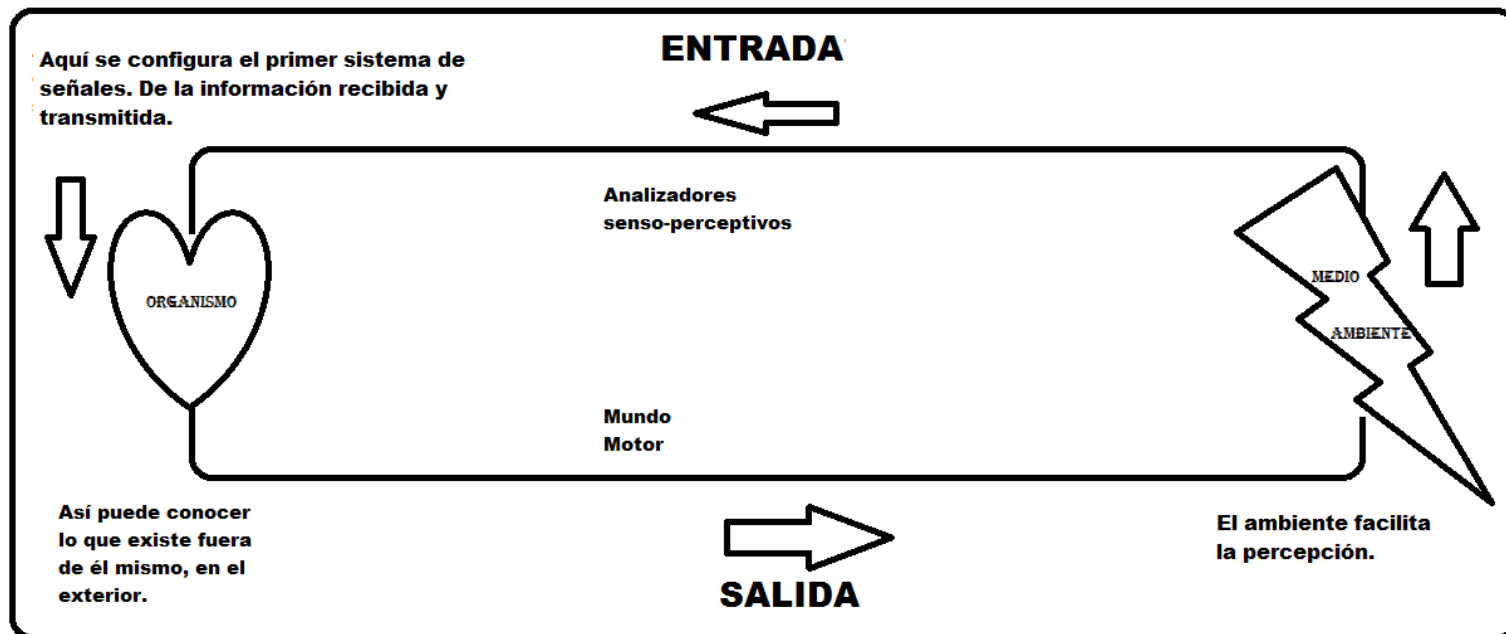 ENTRADA
Aquí se configura el primer sistema de
señales. De la información recibida y
transmitida.
Analizadores
senso-perceptivos
ORGANISMO
MEDIO
AMBIENTE
Mundo
Motor
Así puede conocer
lo que existe fuera
de él mismo, en el
exterior.
El ambiente facilita
la percepción.
SALIDA